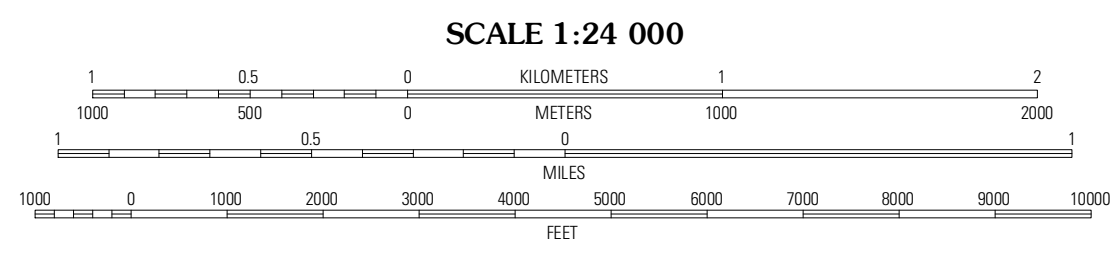 SCALE 1:24 000
1 0.5 0 KILOMETERS 1 2
1000 500 0 METERS 1000 2000
1 0.5 0 1
MILES
1000 0 1000 2000 3000 4000 5000 6000 7000 8000 9000 10000
FEET